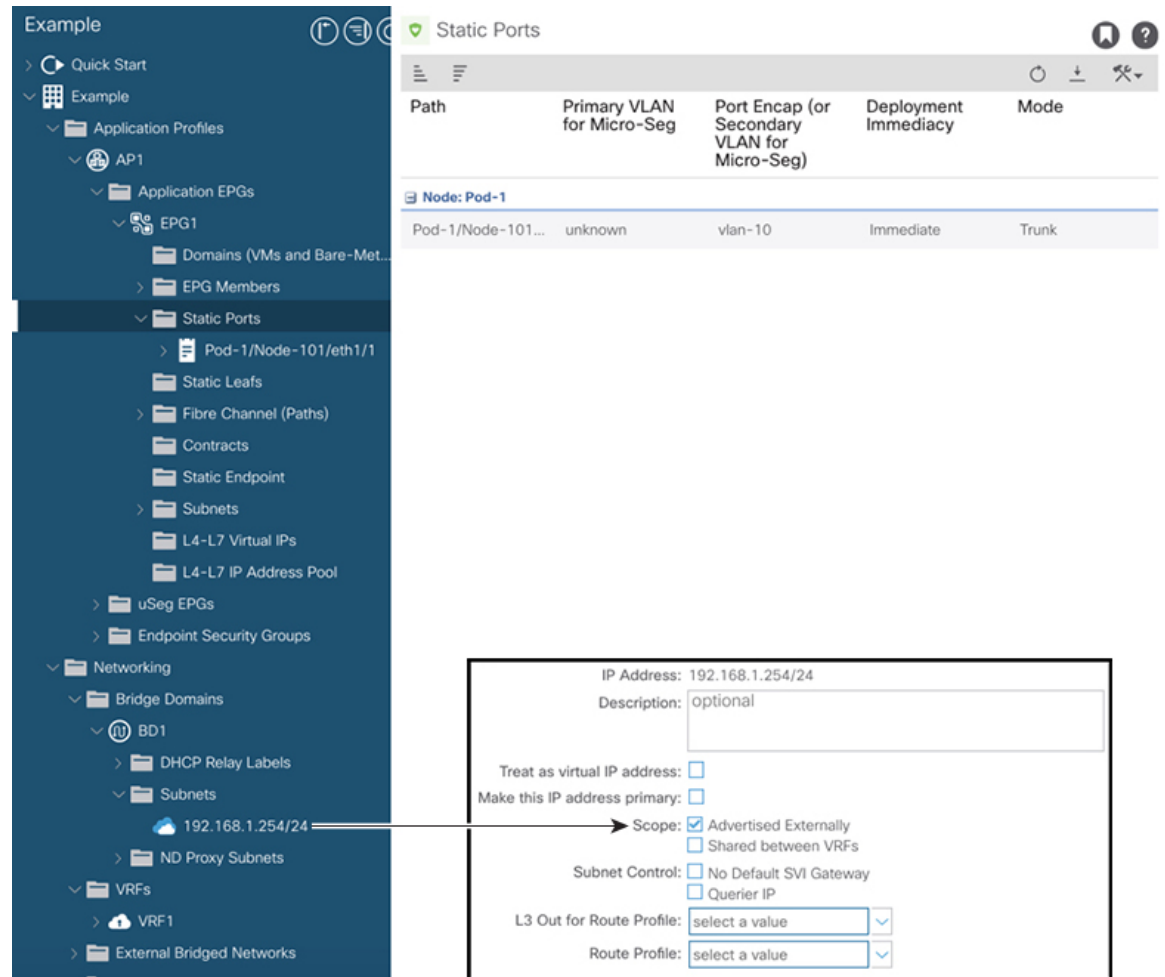 Example
Quick Start
Example
Application Profiles
AP1
Application EPGs
EPG1
Domains (VMs and Bare-Met...
EPG Members
Static Ports
Pod-1/Node-101/eth1/1
Static Leafs
Fibre Channel (Paths)
Contracts
Static Endpoint
Subnets
L4-L7 Virtual IPs
L4-L7 IP Address Pool
uSeg EPGs
Endpoint Security Groups
Networking
Bridge Domains
BD1
DHCP Relay Labels
Subnets
192.168.1.254/24
ND Proxy Subnets
VRFs
VRF1
External Bridged Networks
Static Ports
Path
Primary VLAN
for Micro-Seg
Port Encap (or
Secondary
VLAN for
Micro-Seg)
Deployment
Immediacy
Mode
Node: Pod-1
Pod-1/Node-101... unknown vlan-10 Immediate Trunk
IP Address: 192.168.1.254/24
Description: optional
Treat as virtual IP address:
Make this IP address primary:
Scope: Advertised Externally
Shared between VRFs
Subnet Control: No Default SVI Gateway
Querier IP
L3 Out for Route Profile: select a value
Route Profile: select a value